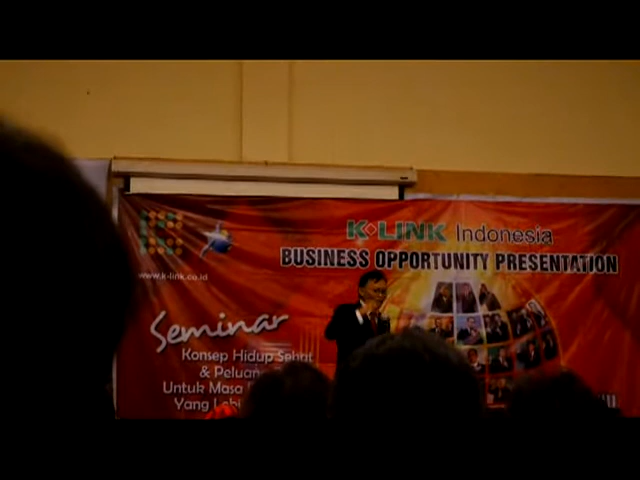 K-LINK Indonesia
BUSINESS OPPORTUNITY PRESENTATION
www.k-link.co.id
Seminar
Konsep Hidup Sehat
& Peluang
Untuk Masa
Yang